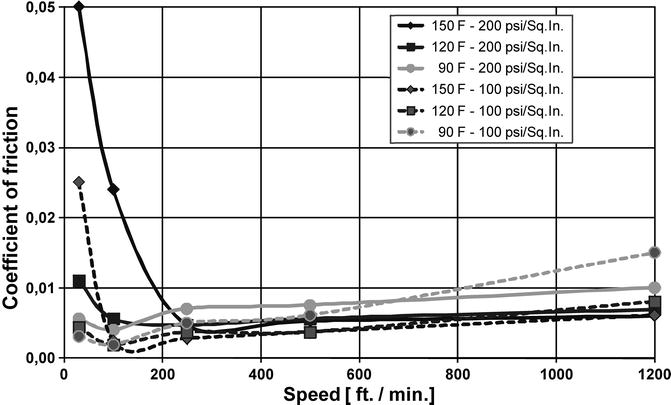 0,05
0,04
0,03
0,02
0,01
0,00
Coefficient of friction
150 F - 200 psi/Sq.In.
120 F - 200 psi/Sq.In.
90 F - 200 psi/Sq.In.
150 F - 100 psi/Sq.In.
120 F - 100 psi/Sq.In.
90 F - 100 psi/Sq.In.
0 200 400 600 800 1000 1200
Speed [ ft. / min.]